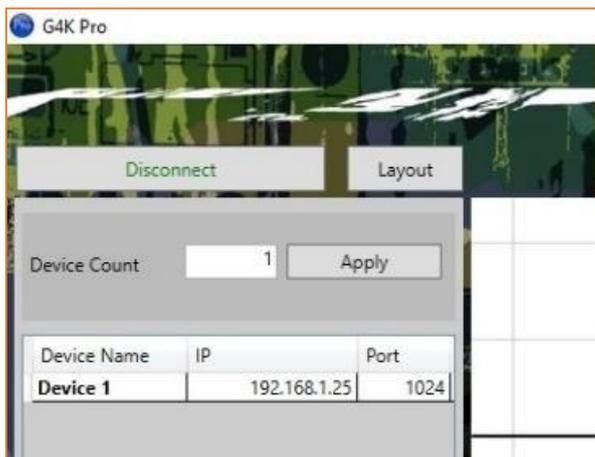 G4K Pro
Disconnect Layout
Device Count 1 Apply
Device Name IP Port
Device 1 192.168.1.25 1024